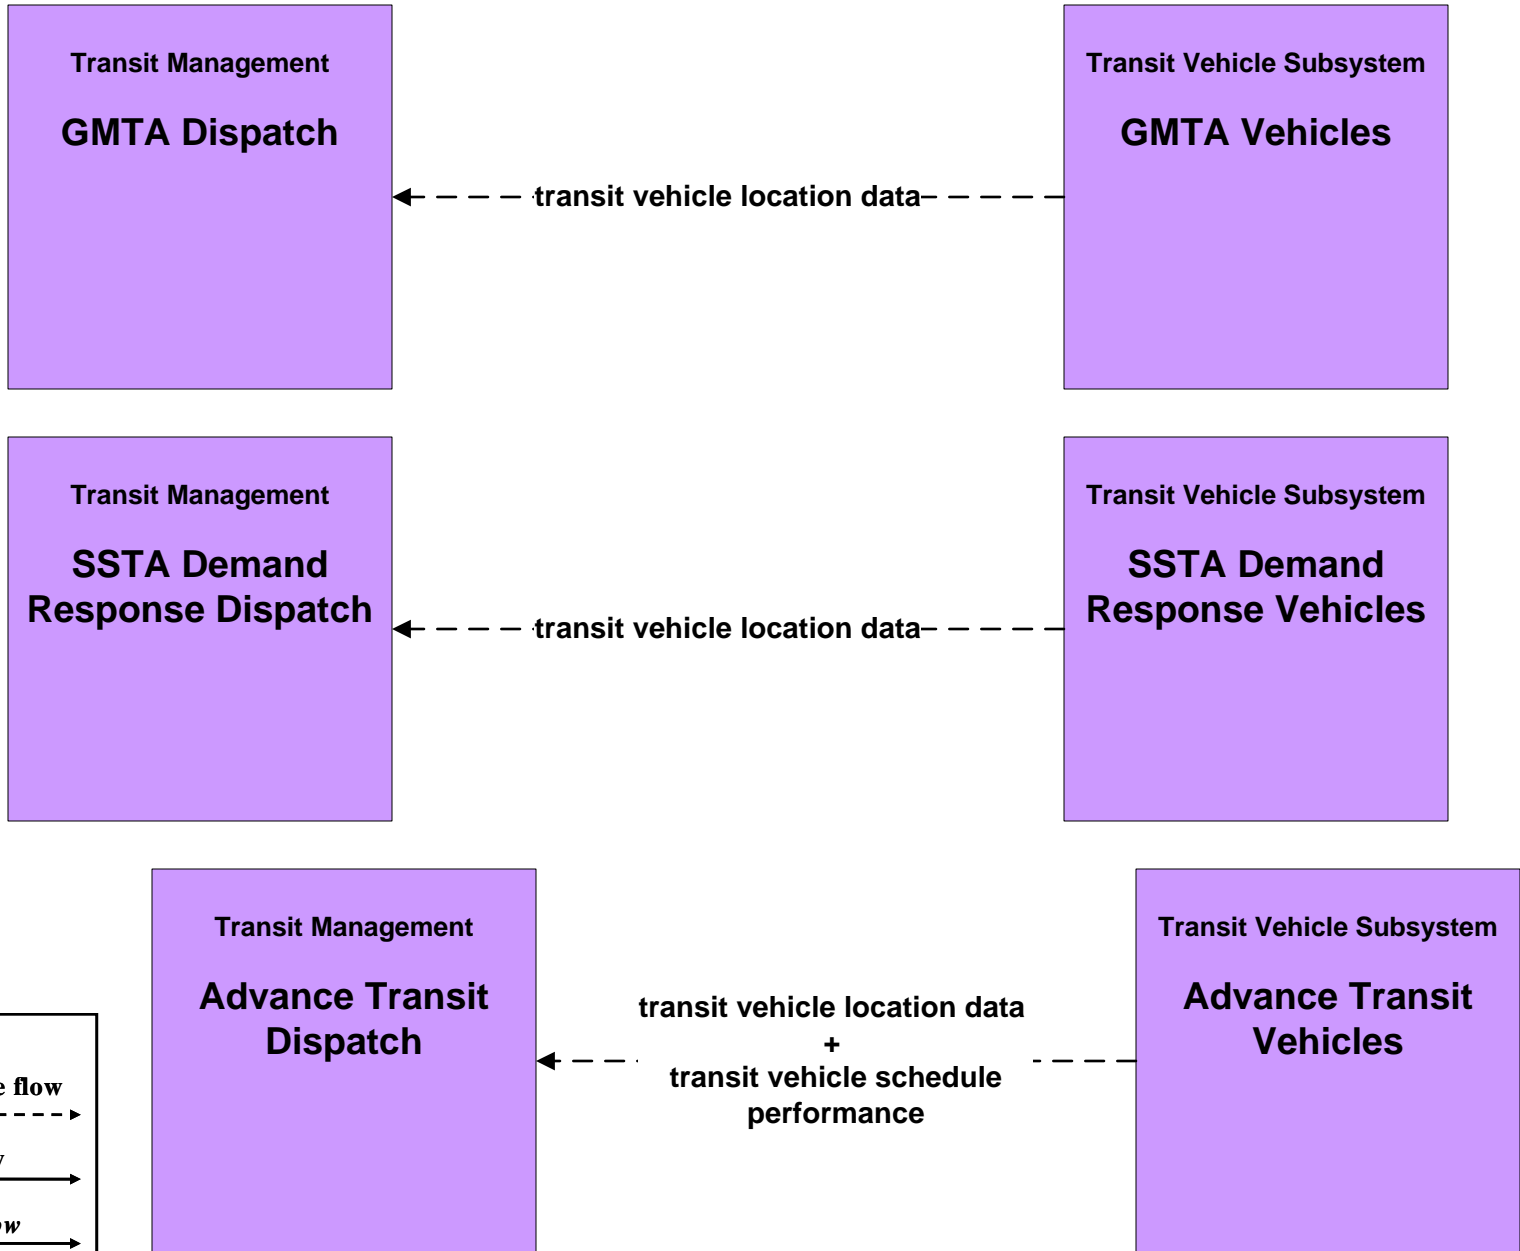 Transit Management
GMTA Dispatch
transit vehicle location data
Transit Vehicle Subsystem
GMTA Vehicles
Transit Management
SSTA Demand
Response Dispatch
transit vehicle location data
Transit Vehicle Subsystem
SSTA Demand
Response Vehicles
Transit Management
Advance Transit
Dispatch
transit vehicle location data
+
transit vehicle schedule
performance
Transit Vehicle Subsystem
Advance Transit
Vehicles
flow